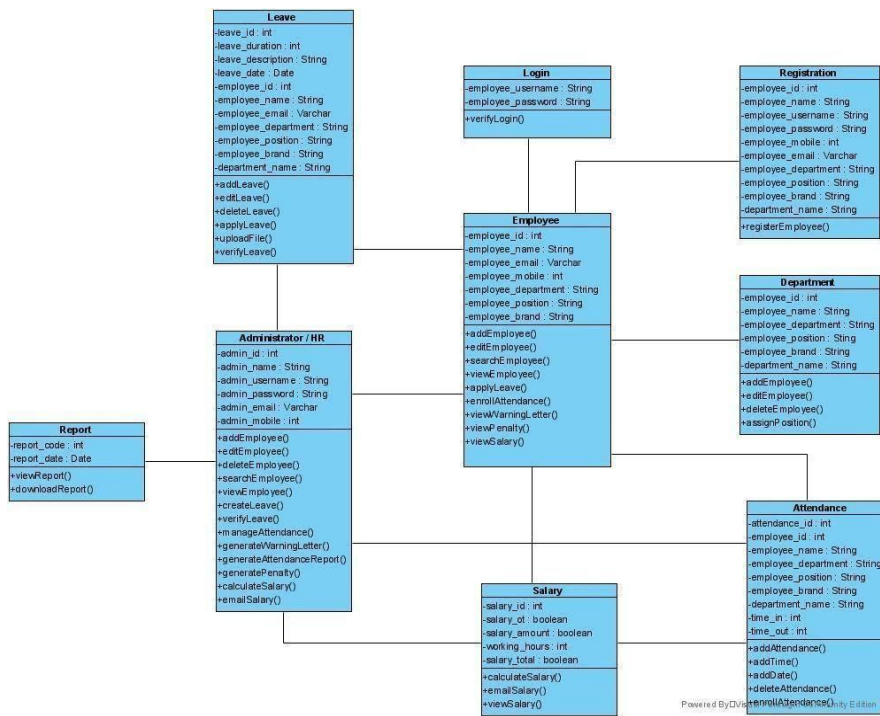 Leave
-leave_id : int
-leave_duration : int
-leave_description : String
-leave_date : Date
-employee_id : int
-employee_name : String
-employee_email : Varchar
-employee_department : String
-employee_position : String
-employee_brand : String
-department_name : String
+addLeave()
+editLeave()
+deleteLeave()
+applyLeave()
+uploadFile()
+verifyLeave()
Login
-employee_username : String
-employee_password : String
+verifyLogin()
Registration
-employee_id : int
-employee_name : String
-employee_username : String
-employee_password : String
-employee_mobile : int
-employee_email : Varchar
-employee_department : String
-employee_position : String
-employee_brand : String
-department_name : String
+registerEmployee()
Employee
-employee_id : int
-employee_name : String
-employee_email : Varchar
-employee_mobile : int
-employee_department : String
-employee_position : String
-employee_brand : String
+addEmployee()
+editEmployee()
+searchEmployee()
+viewEmployee()
+applyLeave()
+enrollAttendance()
+viewWarningLetter()
+viewPenalty()
+viewSalary()
Department
-employee_id : int
-employee_name : String
-employee_department : String
-employee_position : String
-employee_brand : String
-department_name : String
+addEmployee()
+editEmployee()
+deleteEmployee()
+assignPosition()
Administrator / HR
-admin_id : int
-admin_name : String
-admin_username : String
-admin_password : String
-admin_email : Varchar
-admin_mobile : int
+addEmployee()
+editEmployee()
+deleteEmployee()
+searchEmployee()
+viewEmployee()
+createLeave()
+verifyLeave()
+manageAttendance()
+generateWarningLetter()
+generateAttendanceReport()
+generatePenalty()
+calculateSalary()
+emailSalary()
Report
-report_code : int
-report_date : Date
+viewReport()
+downloadReport()
Attendance
-attendance_id : int
-employee_id : int
-employee_name : String
-employee_department : String
-employee_position : String
-employee_brand : String
-department_name : String
-time_in : int
-time_out : int
+addAttendance()
+addTime()
+addDate()
+deleteAttendance()
+enrollAttendance()
Salary
-salary_id : int
-salary_ot : boolean
-salary_amount : boolean
-working_hours : int
-salary_total : boolean
+calculateSalary()
+emailSalary()
+viewSalary()
Powered By Edition